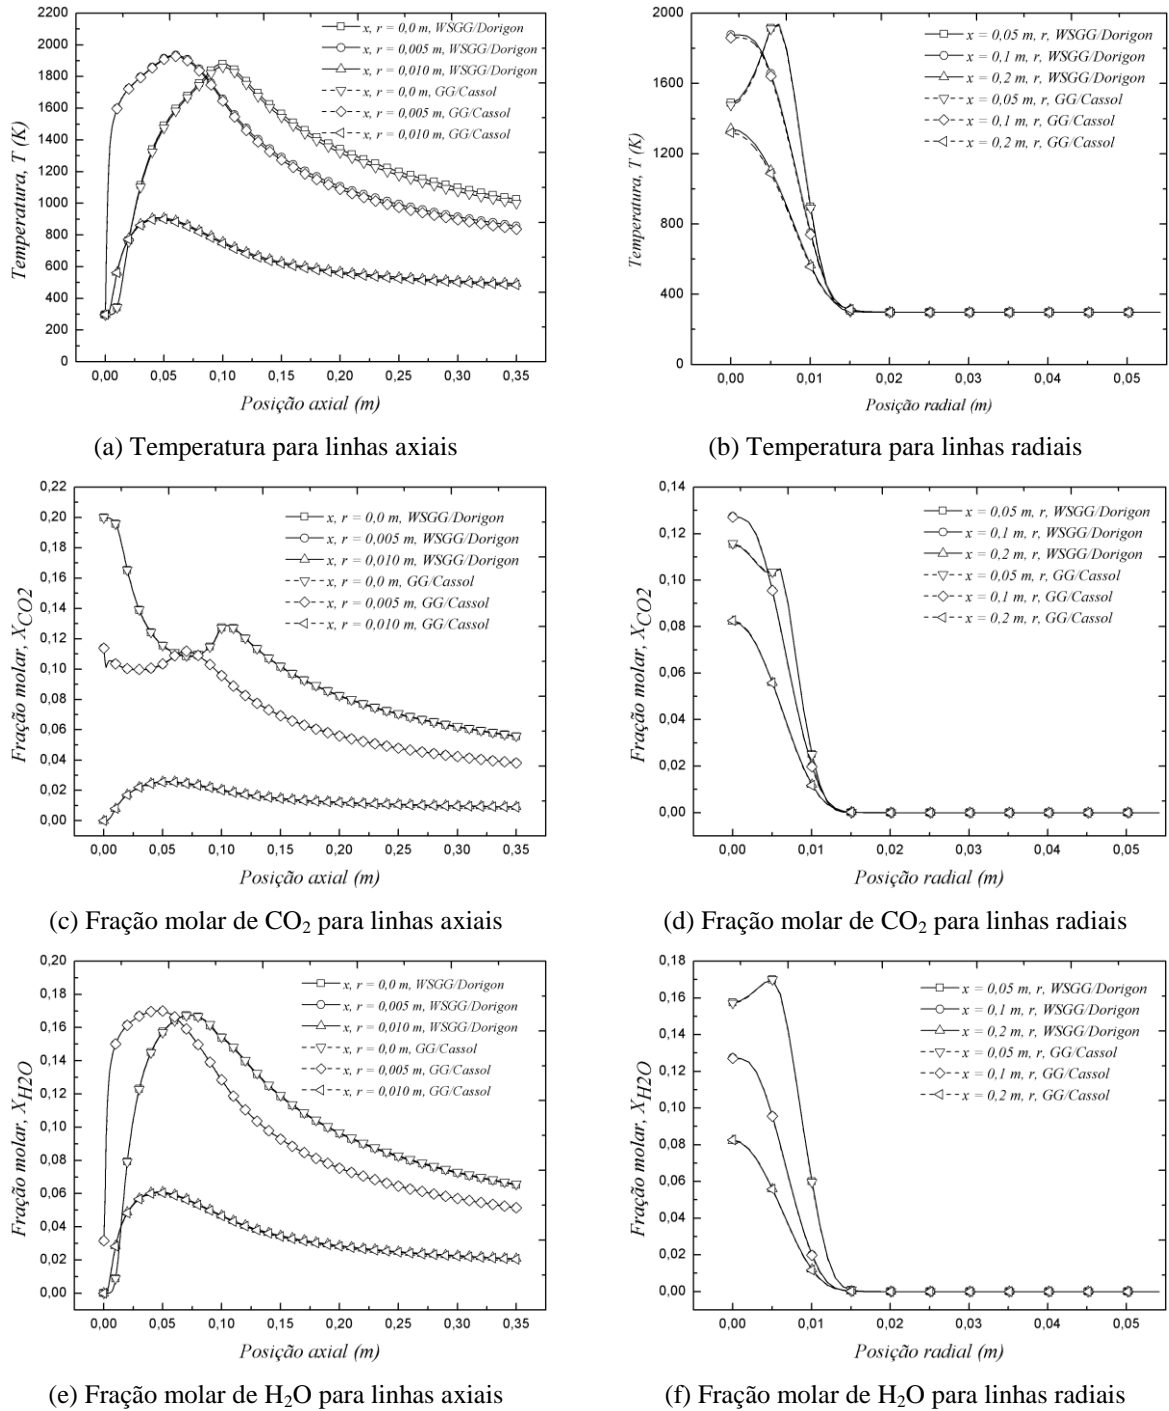 2200
2000
1800
1600
1400
1200
1000
800
600
400
200
0
Temperatura, T (K)
x, r = 0,0 m, WSGG/Dorigon
x, r = 0,005 m, WSGG/Dorigon
x, r = 0,010 m, WSGG/Dorigon
x, r = 0,0 m, GG/Cassol
x, r = 0,005 m, GG/Cassol
x, r = 0,010 m, GG/Cassol
0,00 0,05 0,10 0,15 0,20 0,25 0,30 0,35
Posição axial (m)
(a) Temperatura para linhas axiais
2000
1600
1200
800
400
0
Temperatura, T (K)
x = 0,05 m, r, WSGG/Dorigon
x = 0,1 m, r, WSGG/Dorigon
x = 0,2 m, r, WSGG/Dorigon
x = 0,05 m, r, GG/Cassol
x = 0,1 m, r, GG/Cassol
x = 0,2 m, r, GG/Cassol
0,00 0,01 0,02 0,03 0,04 0,05
Posição radial (m)
(b) Temperatura para linhas radiais
0,22
0,20
0,18
0,16
0,14
0,12
0,10
0,08
0,06
0,04
0,02
0,00
Fração molar, XCO2
x, r = 0,0 m, WSGG/Dorigon
x, r = 0,005 m, WSGG/Dorigon
x, r = 0,010 m, WSGG/Dorigon
x, r = 0,0 m, GG/Cassol
x, r = 0,005 m, GG/Cassol
x, r = 0,010 m, GG/Cassol
0,00 0,05 0,10 0,15 0,20 0,25 0,30 0,35
Posição axial (m)
(c) Fração molar de CO2 para linhas axiais
0,14
0,12
0,10
0,08
0,06
0,04
0,02
0,00
Fração molar, XCO2
x = 0,05 m, r, WSGG/Dorigon
x = 0,1 m, r, WSGG/Dorigon
x = 0,2 m, r, WSGG/Dorigon
x = 0,05 m, r, GG/Cassol
x = 0,1 m, r, GG/Cassol
x = 0,2 m, r, GG/Cassol
0,00 0,01 0,02 0,03 0,04 0,05
Posição radial (m)
(d) Fração molar de CO2 para linhas radiais
0,20
0,18
0,16
0,14
0,12
0,10
0,08
0,06
0,04
0,02
0,00
Fração molar, XH2O
x, r = 0,0 m, WSGG/Dorigon
x, r = 0,005 m, WSGG/Dorigon
x, r = 0,010 m, WSGG/Dorigon
x, r = 0,0 m, GG/Cassol
x, r = 0,005 m, GG/Cassol
x, r = 0,010 m, GG/Cassol
0,00 0,05 0,10 0,15 0,20 0,25 0,30 0,35
Posição axial (m)
(e) Fração molar de H2O para linhas axiais
0,18
0,16
0,14
0,12
0,10
0,08
0,06
0,04
0,02
0,00
Fração molar, XH2O
x = 0,05 m, r, WSGG/Dorigon
x = 0,1 m, r, WSGG/Dorigon
x = 0,2 m, r, WSGG/Dorigon
x = 0,05 m, r, GG/Cassol
x = 0,1 m, r, GG/Cassol
x = 0,2 m, r, GG/Cassol
0,00 0,01 0,02 0,03 0,04 0,05
Posição radial (m)
(f) Fração molar de H2O para linhas radiais